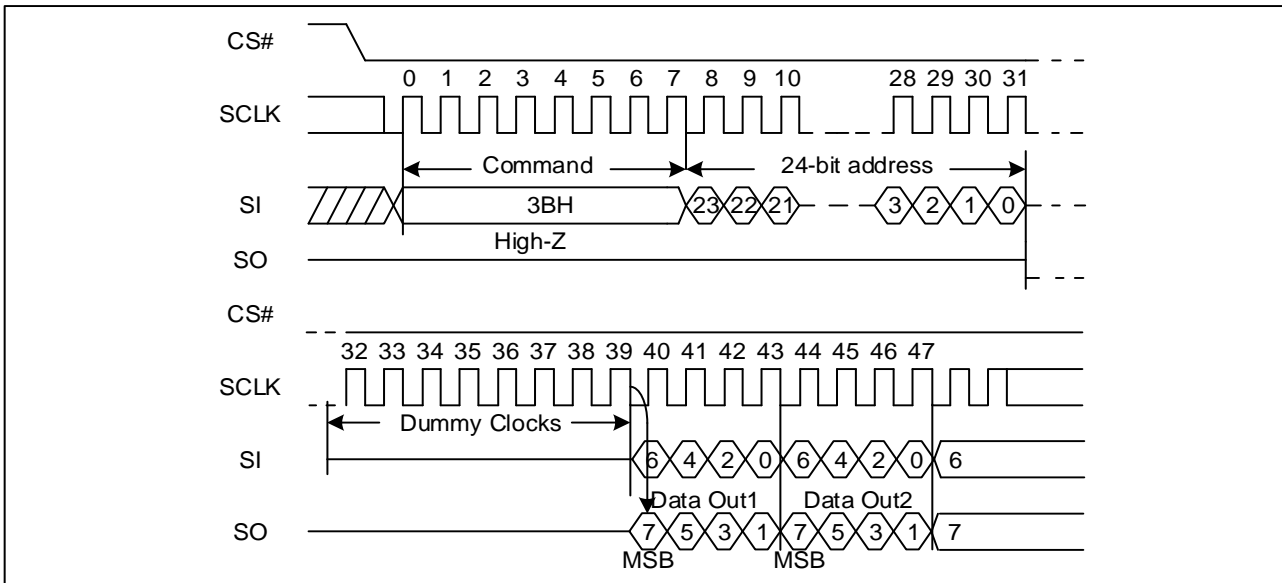 CS#
0 1 2 3 4 5 6 7 8 9 10 28 29 30 31
SCLK
Command 24-bit address
SI 3BH 23 22 21 3 2 1 0
High-Z
SO
CS#
32 33 34 35 36 37 38 39 40 41 42 43 44 45 46 47
SCLK
Dummy Clocks
SI 6 4 2 0 6 4 2 0 6
Data Out1 Data Out2
SO 7 5 3 1 7 5 3 1 7
MSB MSB